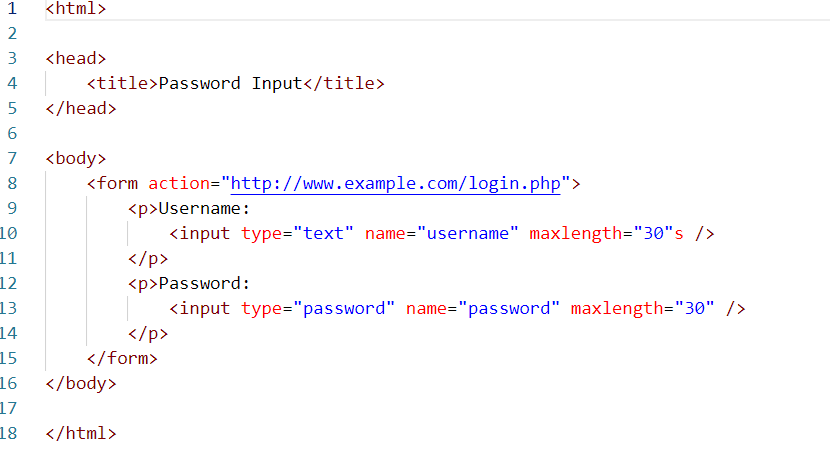 1 <html>
2
3 <head>
4     <title>Password Input</title>
5 </head>
6
7 <body>
8     <form action="http://www.example.com/login.php">
9         <p>Username:
10             <input type="text" name="username" maxlength="30"s />
11         </p>
12         <p>Password:
13             <input type="password" name="password" maxlength="30" />
14         </p>
15     </form>
16 </body>
17
18 </html>